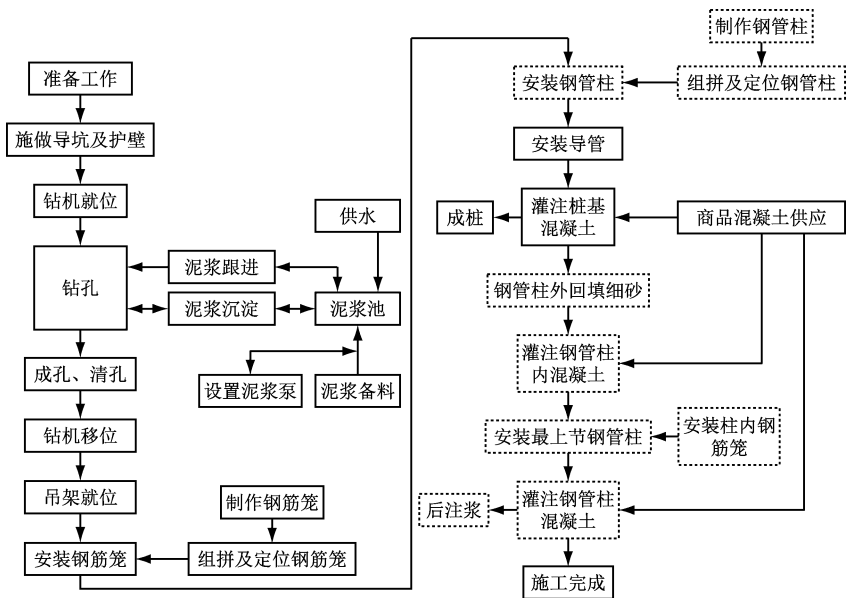 准备工作
施做导坑及护壁
钻机就位
钻孔
成孔、清孔
钻机移位
吊架就位
安装钢筋笼
供水
泥浆跟进
泥浆沉淀
泥浆池
设置泥浆泵
泥浆备料
制作钢筋笼
组拼及定位钢筋笼
制作钢管柱
安装钢管柱
组拼及定位钢管柱
安装导管
成桩
灌注桩基
混凝土
商品混凝土供应
钢管柱外回填细砂
灌注钢管柱
内混凝土
安装最上节钢管柱
安装柱内钢
筋笼
后注浆
灌注钢管柱
混凝土
施工完成